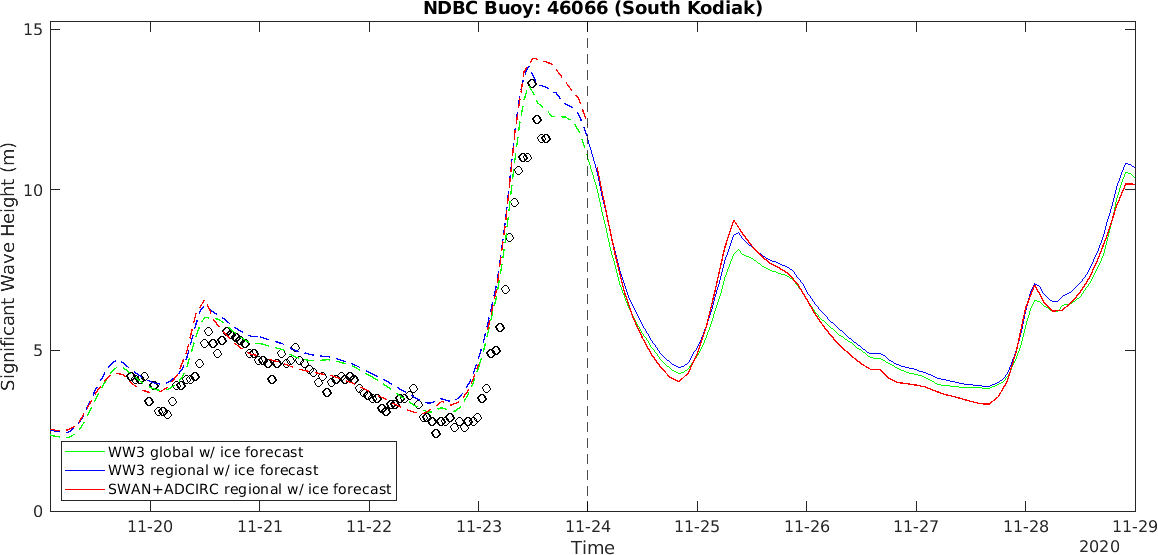 NDBC Buoy: 46066 (South Kodiak)
Significant Wave Height (m)
15
10
5
0
WW3 global w/ ice forecast
WW3 regional w/ ice forecast
SWAN+ADCIRC regional w/ ice forecast
11-20 11-21 11-22 11-23 11-24 11-25 11-26 11-27 11-28 11-29
Time
2020